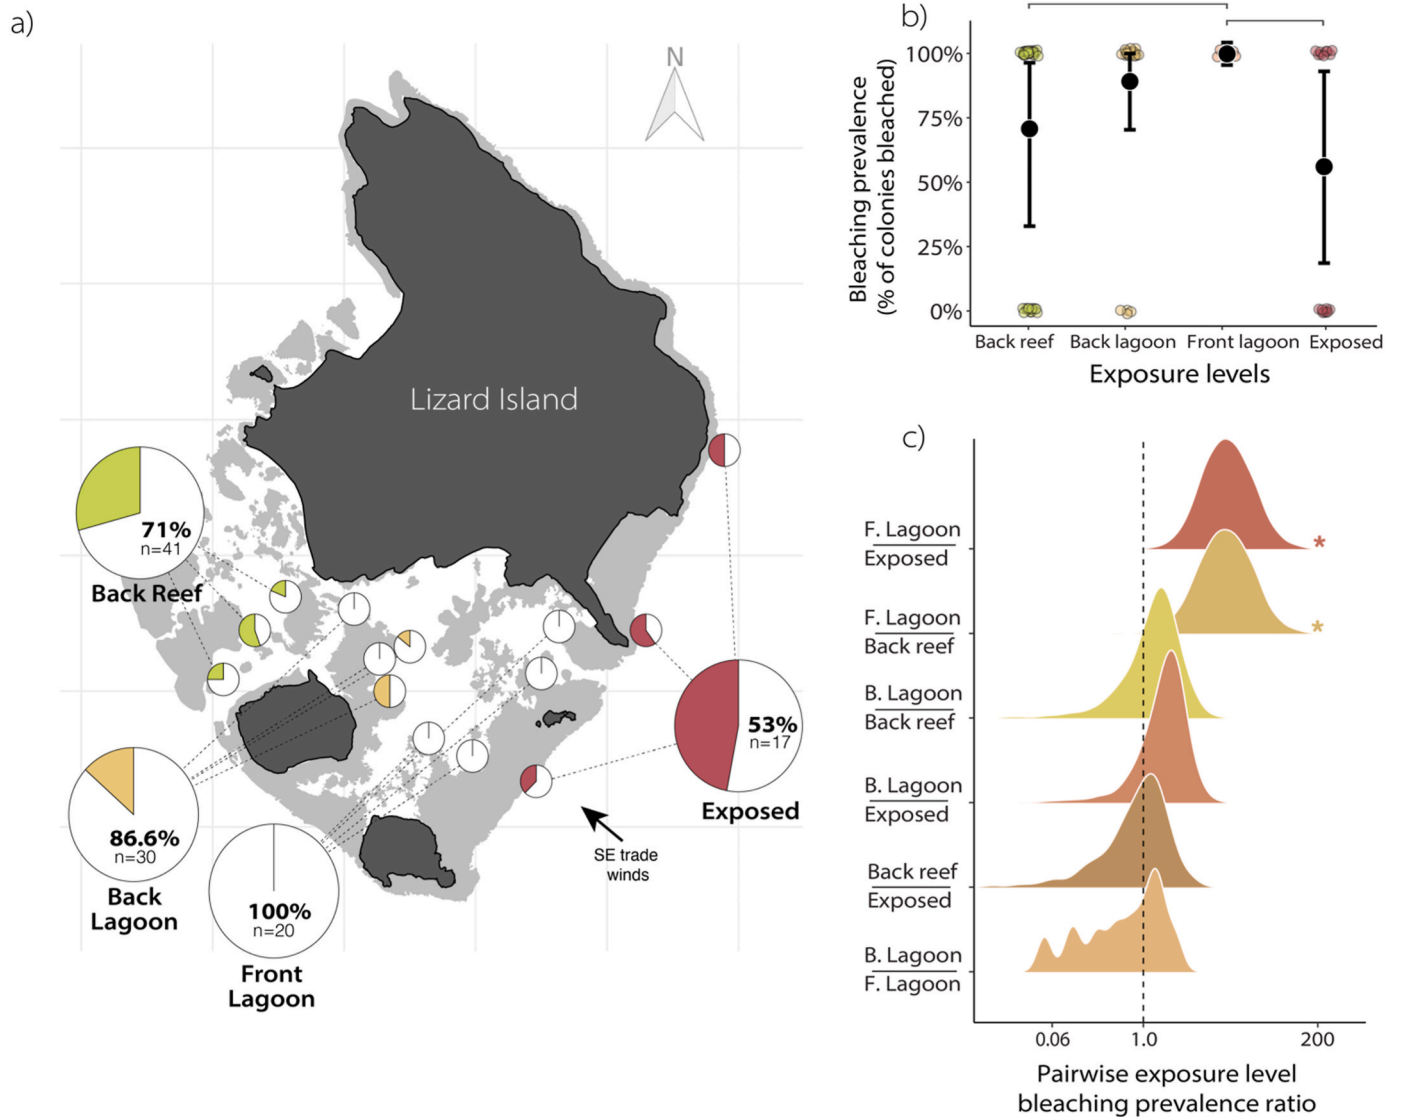 a)
N
Lizard Island
71%
n=41
Back Reef
86.6%
n=30
Back
Lagoon
100%
n=20
Front
Lagoon
53%
n=17
Exposed
SE trade
winds
b)
Bleaching prevalence
(% of colonies bleached)
100%
75%
50%
25%
0%
Back reef
Back lagoon
Front lagoon
Exposed
Exposure levels
c)
F. Lagoon
Exposed
*
F. Lagoon
Back reef
*
B. Lagoon
Back reef
B. Lagoon
Exposed
Back reef
Exposed
B. Lagoon
F. Lagoon
0.06
1.0
200
Pairwise exposure level
bleaching prevalence ratio